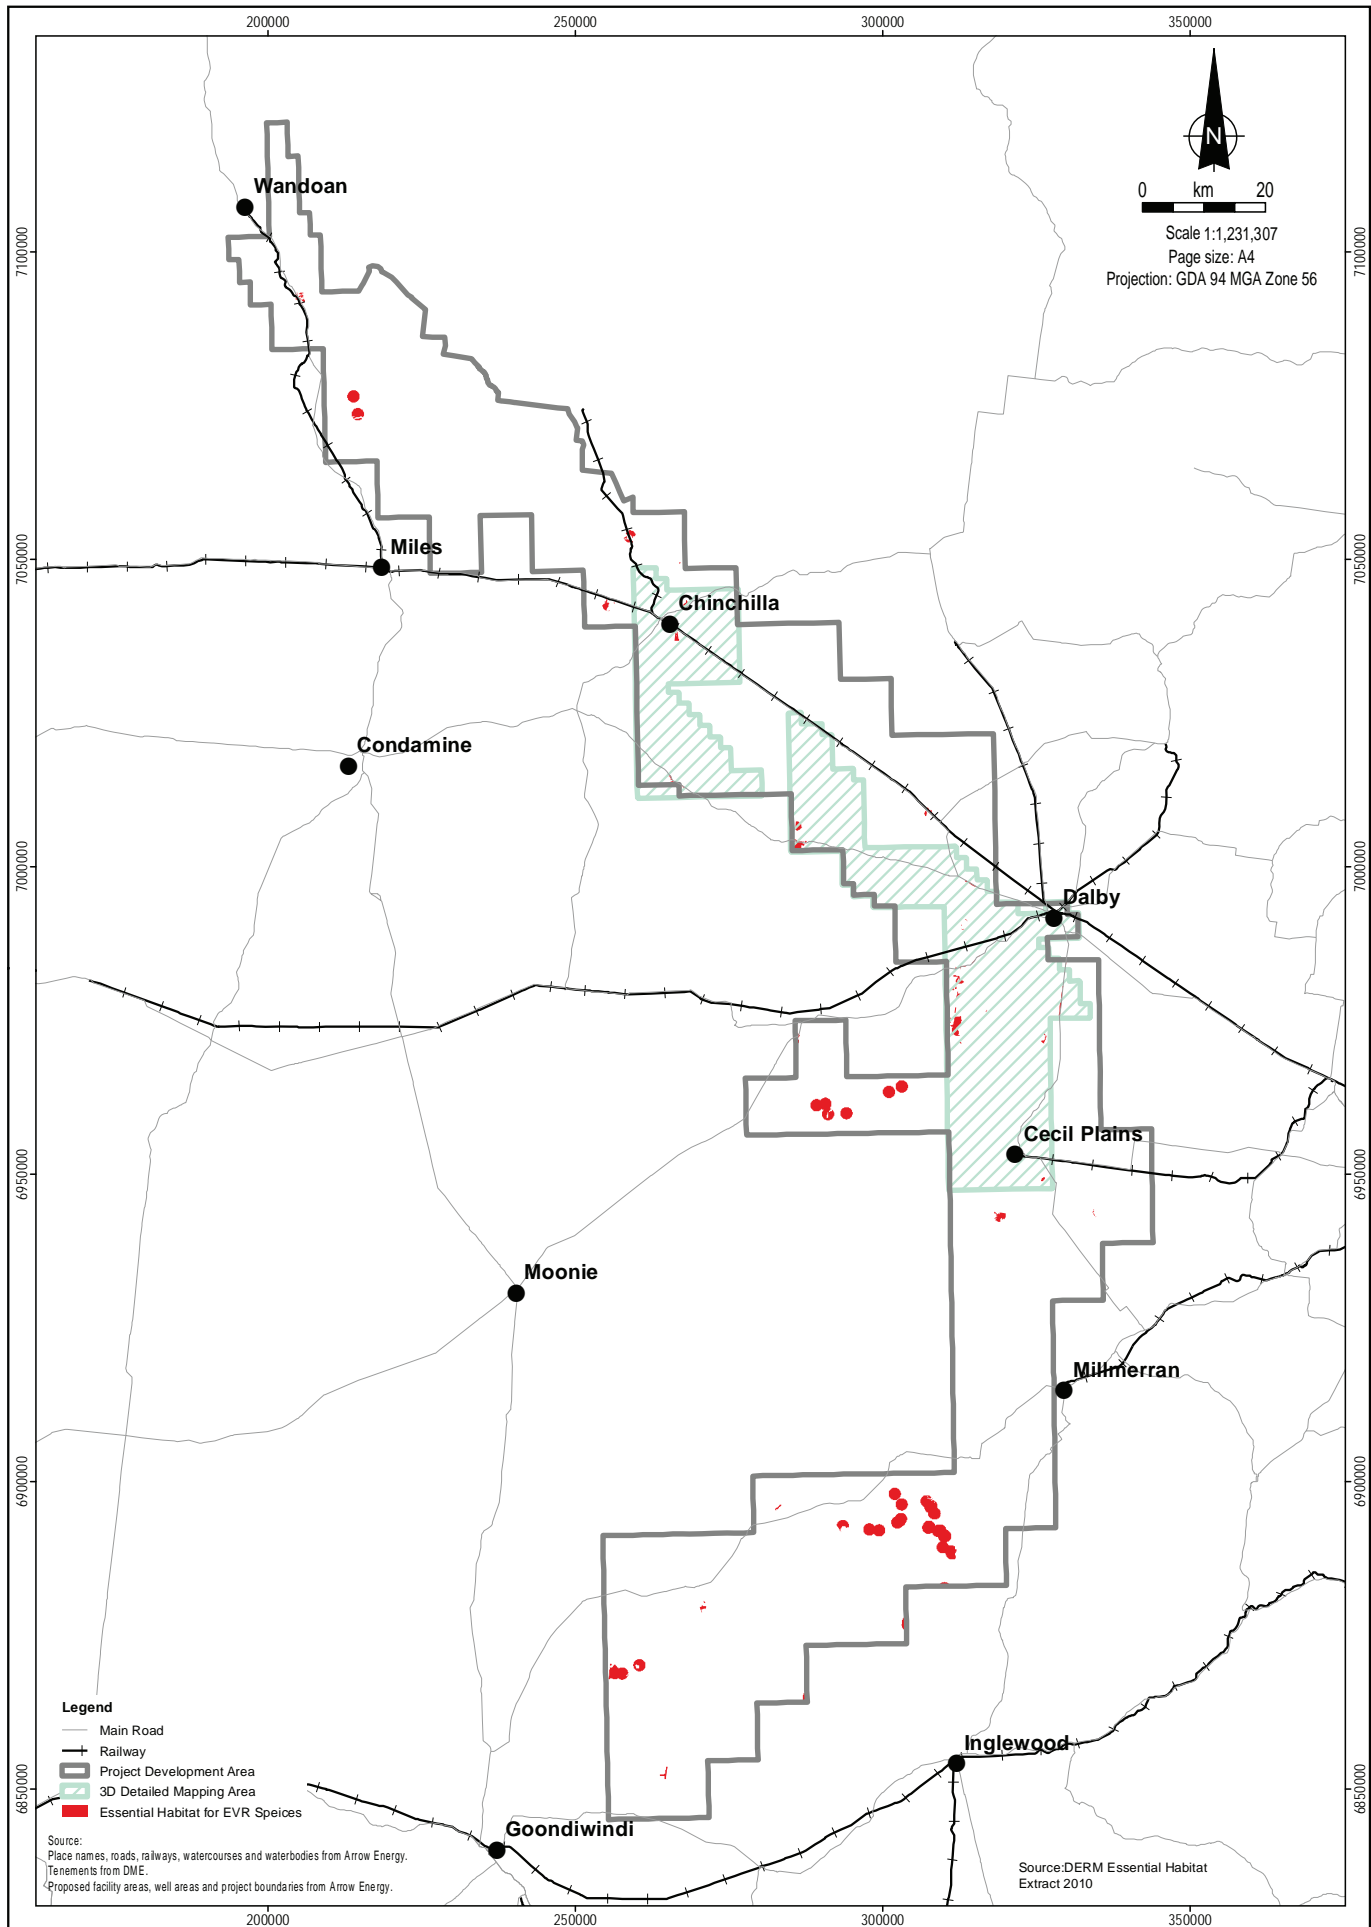 200000
250000
300000
350000
N
0 km 20
Scale 1:1,231,307
Page size: A4
Projection: GDA 94 MGA Zone 56
7100000
7100000
Wandoan
7050000
7050000
Miles
Chinchilla
Condamine
7000000
7000000
Dalby
6950000
6950000
Cecil Plains
Moonie
Millmerran
6900000
6900000
Inglewood
6850000
6850000
Goondiwindi
Legend
Main Road
Railway
Project Development Area
3D Detailed Mapping Area
Essential Habitat for EVR Speices
Source:
Place names, roads, railways, watercourses and waterbodies from Arrow Energy.
Tenements from DME.
Proposed facility areas, well areas and project boundaries from Arrow Energy.
Source:DERM Essential Habitat
Extract 2010
200000
250000
300000
350000